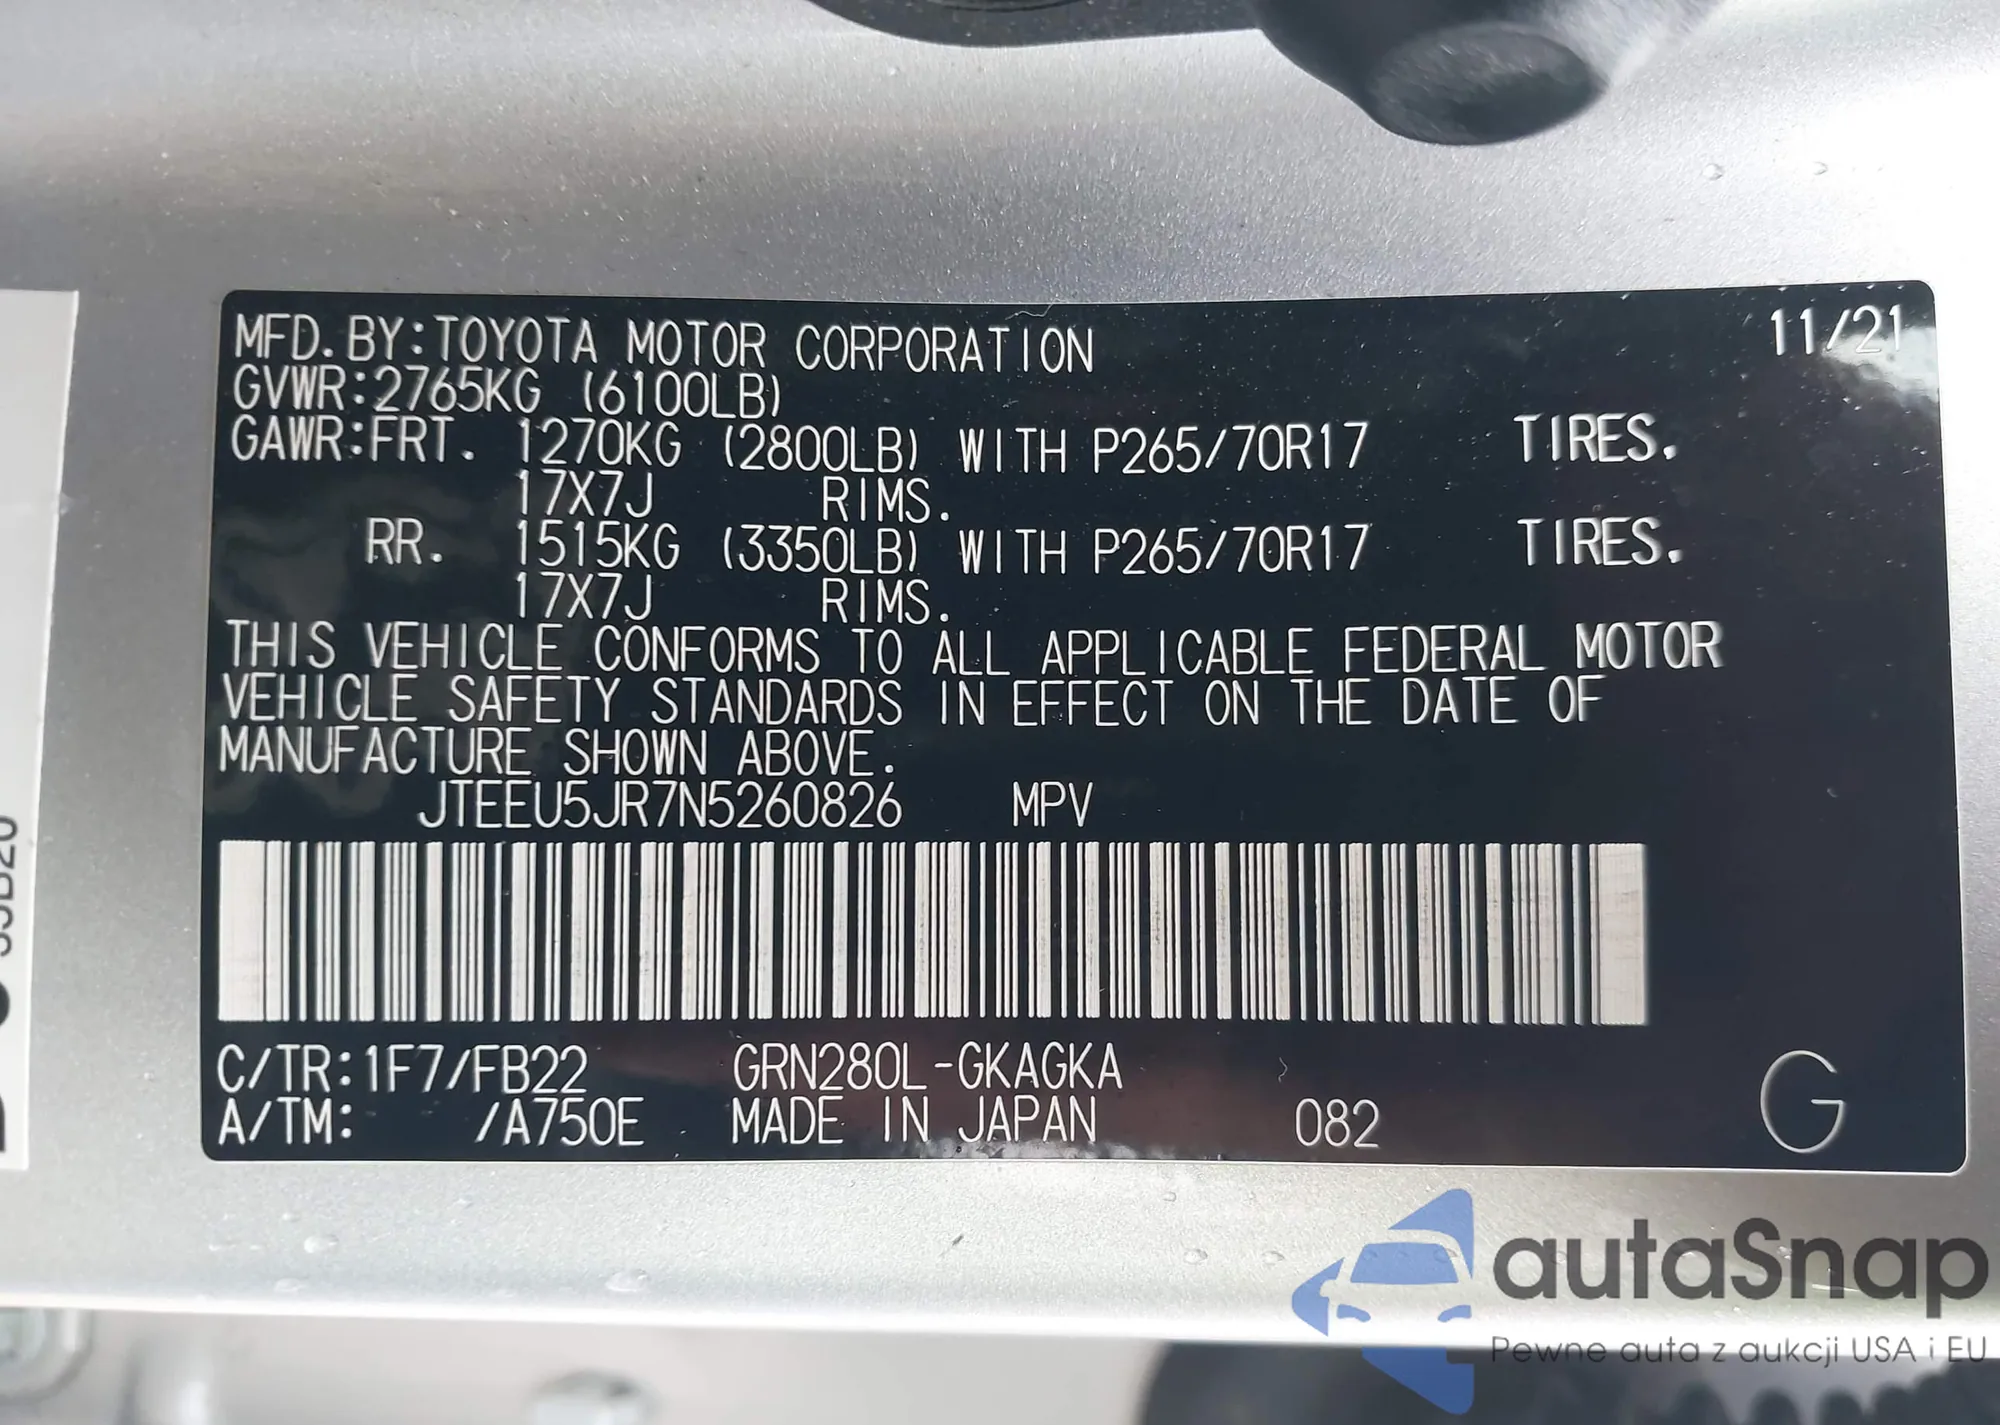 MFD.BY:TOYOTA MOTOR CORPORATION 11/21
GVWR:2765KG (6100LB)
GAWR:FRT. 1270KG (2800LB) WITH P265/70R17 TIRES.
17X7J RIMS.
RR. 1515KG (3350LB) WITH P265/70R17 TIRES.
17X7J RIMS.
THIS VEHICLE CONFORMS TO ALL APPLICABLE FEDERAL MOTOR
VEHICLE SAFETY STANDARDS IN EFFECT ON THE DATE OF
MANUFACTURE SHOWN ABOVE.
JTEEU5JR7N5260826 MPV
C/TR:1F7/FB22 GRN280L-GKAGKA
A/TM: /A750E MADE IN JAPAN 082 G
autaSnap
Pewne auta z aukcji USA i EU